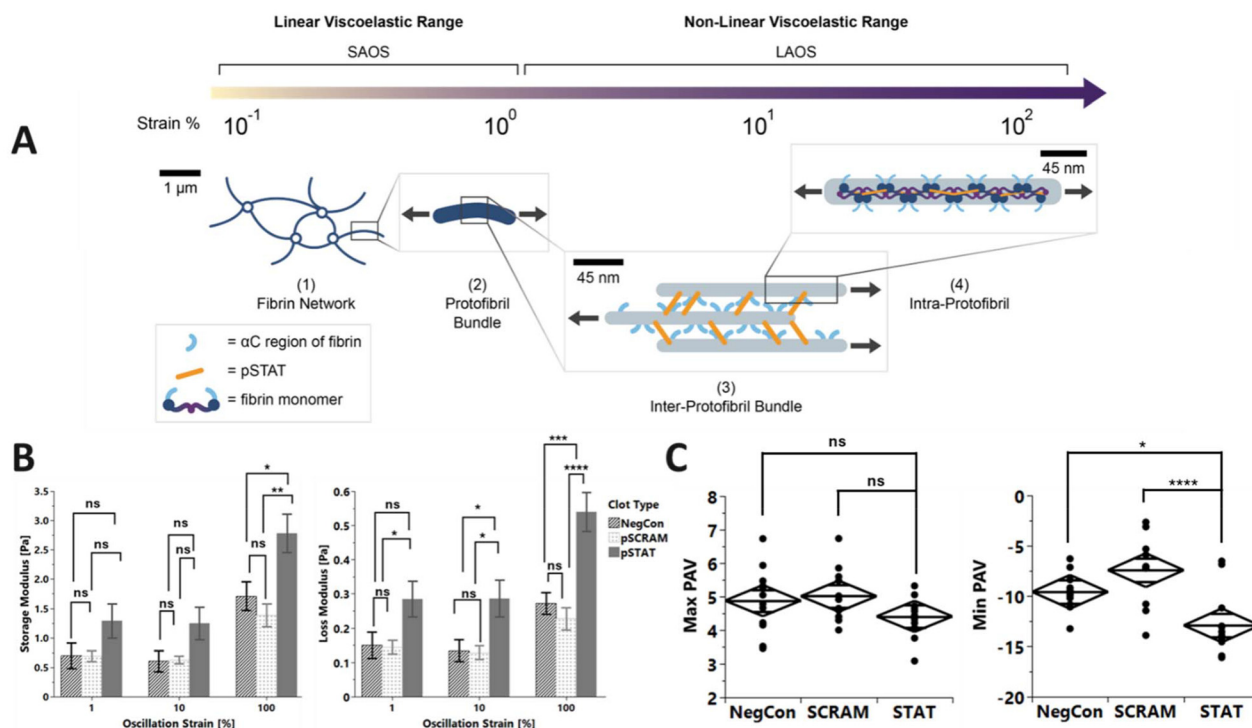 Linear Viscoelastic Range
Non-Linear Viscoelastic Range
SAOS
LAOS
Strain %
10-1
100
101
102
A
1 μm
45 nm
(1)
Fibrin Network
(2)
Protofibril
Bundle
45 nm
(4)
Intra-Protofibril
= αC region of fibrin
= pSTAT
= fibrin monomer
(3)
Inter-Protofibril Bundle
B
Storage Modulus [Pa]
3.5
3.0
2.5
2.0
1.5
1.0
0.5
0.0
ns
ns
ns
ns
ns
ns
*
**
ns
1
10
100
Oscillation Strain [%]
Loss Modulus [Pa]
0.6
0.5
0.4
0.3
0.2
0.1
0.0
ns
*
ns
*
*
ns
***
****
ns
1
10
100
Oscillation Strain [%]
Clot Type
NegCon
pSCRAM
pSTAT
C
Max PAV
8
7
6
5
4
3
2
ns
ns
NegCon SCRAM STAT
Min PAV
0
-5
-10
-15
-20
*
****
NegCon SCRAM STAT